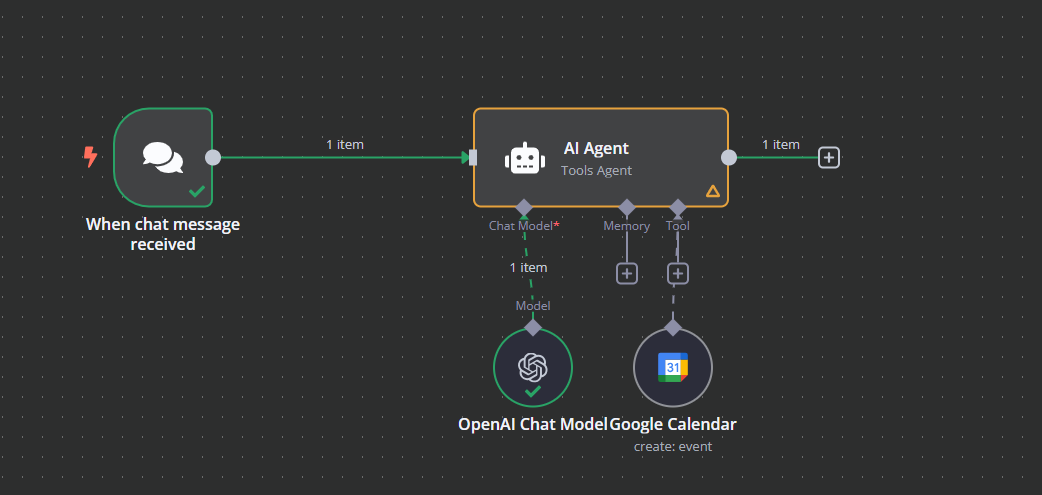 1 item
AI Agent
Tools Agent
1 item
When chat message
received
Chat Model*
Memory
Tool
1 item
Model
31
OpenAI Chat Model
Google Calendar
create: event